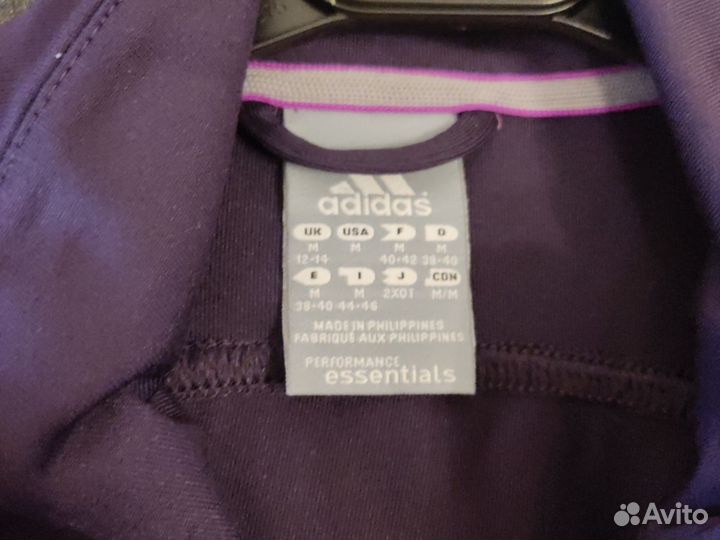 adidas
UK USA F D
M M M M
12-14 40-42 38-40
E I J CDN
M M 2XOT M/M
38-40 44-46
MADE IN PHILIPPINES
FABRIQUÉ AUX PHILIPPINES
PERFORMANCE
essentials
Avito